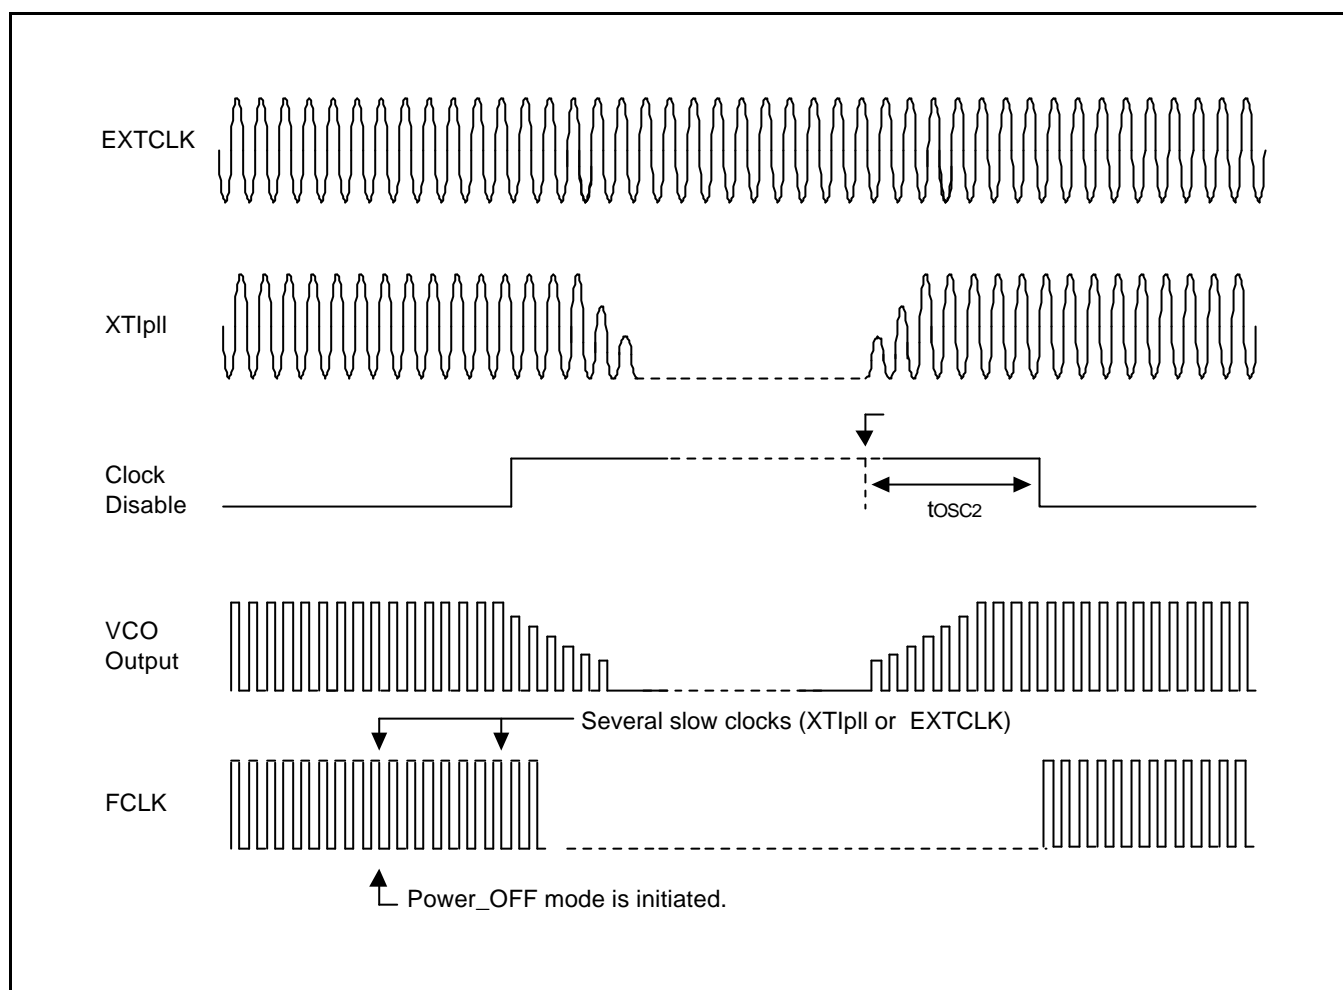 EXTCLK
XTIpll
Clock
Disable
tOSC2
VCO
Output
Several slow clocks (XTIpll or EXTCLK)
FCLK
Power_OFF mode is initiated.